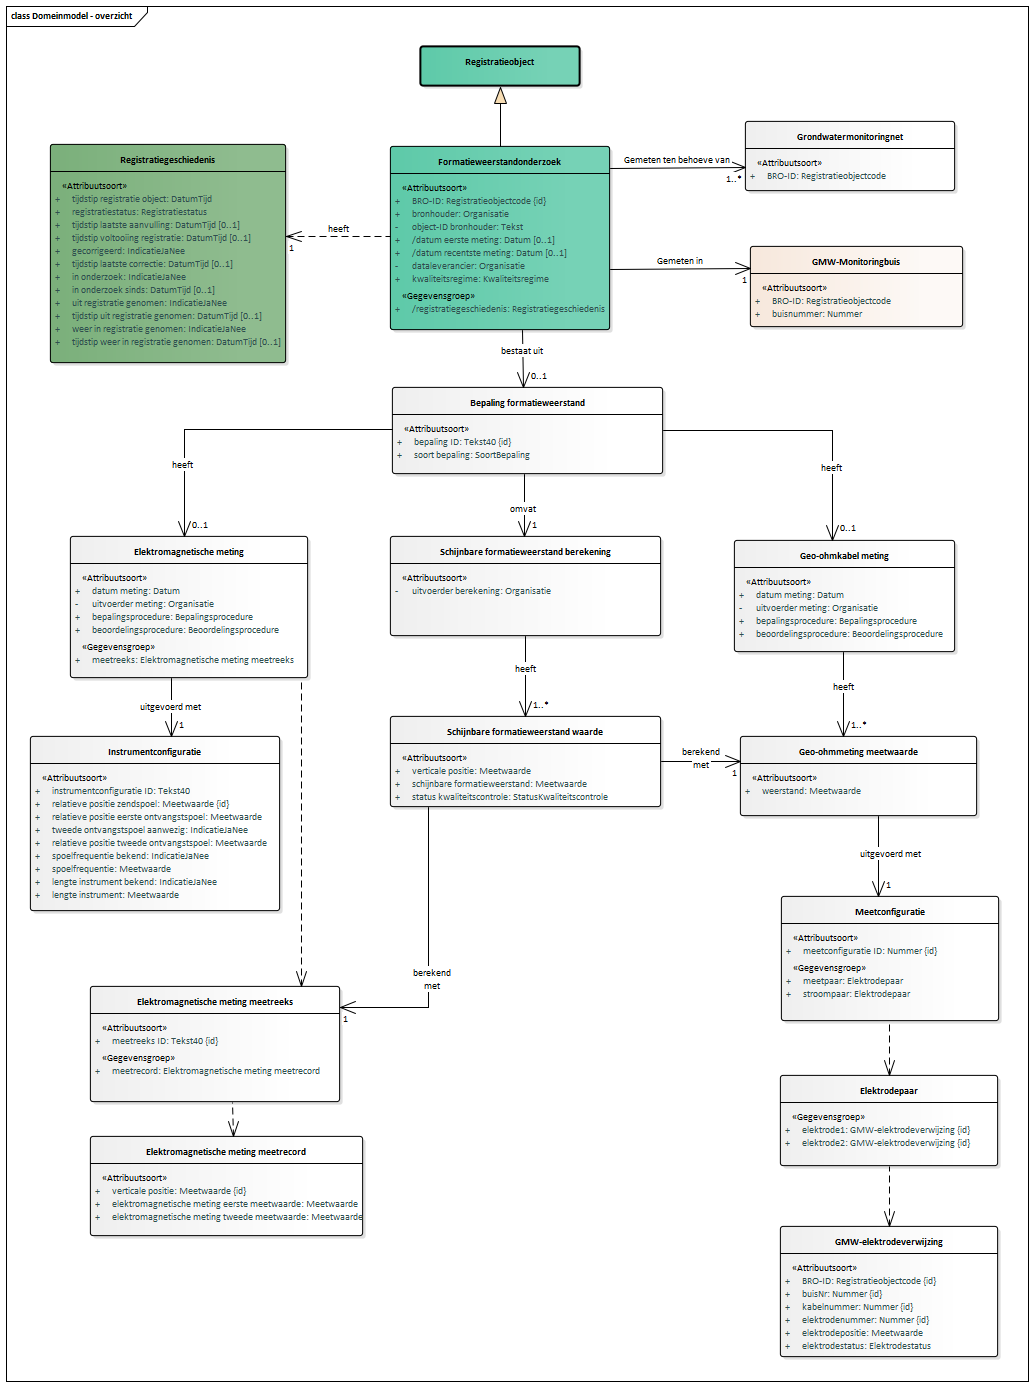 class Domeinmodel - overzicht
Registratieobject
Registratiegeschiedenis
«Attribuutsoort»
+ tijdstip registratie object: DatumTijd
+ registratiestatus: Registratiestatus
+ tijdstip laatste aanvulling: DatumTijd [0..1]
+ tijdstip voltooiing registratie: DatumTijd [0..1]
+ gecorrigeerd: IndicatieJaNee
+ tijdstip laatste correctie: DatumTijd [0..1]
+ in onderzoek: IndicatieJaNee
+ in onderzoek sinds: DatumTijd [0..1]
+ uit registratie genomen: IndicatieJaNee
+ tijdstip uit registratie genomen: DatumTijd [0..1]
+ weer in registratie genomen: IndicatieJaNee
+ tijdstip weer in registratie genomen: DatumTijd [0..1]
heeft
1
Formatieweerstandonderzoek
«Attribuutsoort»
+ BRO-ID: Registratieobjectcode {id}
+ bronhouder: Organisatie
- object-ID bronhouder: Tekst
+ /datum eerste meting: Datum [0..1]
+ /datum recentste meting: Datum [0..1]
- dataleverancier: Organisatie
+ kwaliteitsregime: Kwaliteitsregime
«Gegevensgroep»
+ /registratiegeschiedenis: Registratiegeschiedenis
Gemeten ten behoeve van
1..*
Grondwatermonitoringnet
«Attribuutsoort»
+ BRO-ID: Registratieobjectcode
Gemeten in
1
GMW-Monitoringbuis
«Attribuutsoort»
+ BRO-ID: Registratieobjectcode
+ buisnummer: Nummer
bestaat uit
0..1
Bepaling formatieweerstand
«Attribuutsoort»
+ bepaling ID: Tekst40 {id}
+ soort bepaling: SoortBepaling
heeft
0..1
omvat
1
heeft
0..1
Elektromagnetische meting
«Attribuutsoort»
+ datum meting: Datum
- uitvoerder meting: Organisatie
+ bepalingsprocedure: Bepalingsprocedure
+ beoordelingsprocedure: Beoordelingsprocedure
«Gegevensgroep»
+ meetreeks: Elektromagnetische meting meetreeks
Schijnbare formatieweerstand berekening
«Attribuutsoort»
- uitvoerder berekening: Organisatie
Geo-ohmkabel meting
«Attribuutsoort»
+ datum meting: Datum
- uitvoerder meting: Organisatie
+ bepalingsprocedure: Bepalingsprocedure
+ beoordelingsprocedure: Beoordelingsprocedure
uitgevoerd met
1
heeft
1..*
heeft
1..*
Instrumentconfiguratie
«Attribuutsoort»
+ instrumentconfiguratie ID: Tekst40
+ relatieve positie zendspoel: Meetwaarde {id}
+ relatieve positie eerste ontvangstspoel: Meetwaarde
+ tweede ontvangstspoel aanwezig: IndicatieJaNee
+ relatieve positie tweede ontvangstspoel: Meetwaarde
+ spoelfrequentie bekend: IndicatieJaNee
+ spoelfrequentie: Meetwaarde
+ lengte instrument bekend: IndicatieJaNee
+ lengte instrument: Meetwaarde
Schijnbare formatieweerstand waarde
«Attribuutsoort»
+ verticale positie: Meetwaarde
+ schijnbare formatieweerstand: Meetwaarde
+ status kwaliteitscontrole: StatusKwaliteitscontrole
berekend
met
1
Geo-ohmmeting meetwaarde
«Attribuutsoort»
+ weerstand: Meetwaarde
uitgevoerd met
1
Meetconfiguratie
«Attribuutsoort»
+ meetconfiguratie ID: Nummer {id}
«Gegevensgroep»
+ meetpaar: Elektrodepaar
+ stroompaar: Elektrodepaar
berekend
met
1
Elektromagnetische meting meetreeks
«Attribuutsoort»
+ meetreeks ID: Tekst40 {id}
«Gegevensgroep»
+ meetrecord: Elektromagnetische meting meetrecord
Elektrodepaar
«Gegevensgroep»
+ elektrode1: GMW-elektrodeverwijzing {id}
+ elektrode2: GMW-elektrodeverwijzing {id}
Elektromagnetische meting meetrecord
«Attribuutsoort»
+ verticale positie: Meetwaarde {id}
+ elektromagnetische meting eerste meetwaarde: Meetwaarde
+ elektromagnetische meting tweede meetwaarde: Meetwaarde
GMW-elektrodeverwijzing
«Attribuutsoort»
+ BRO-ID: Registratieobjectcode {id}
+ buisNr: Nummer {id}
+ kabelnummer: Nummer {id}
+ elektrodenummer: Nummer {id}
+ elektrodepositie: Meetwaarde
+ elektrodestatus: Elektrodestatus